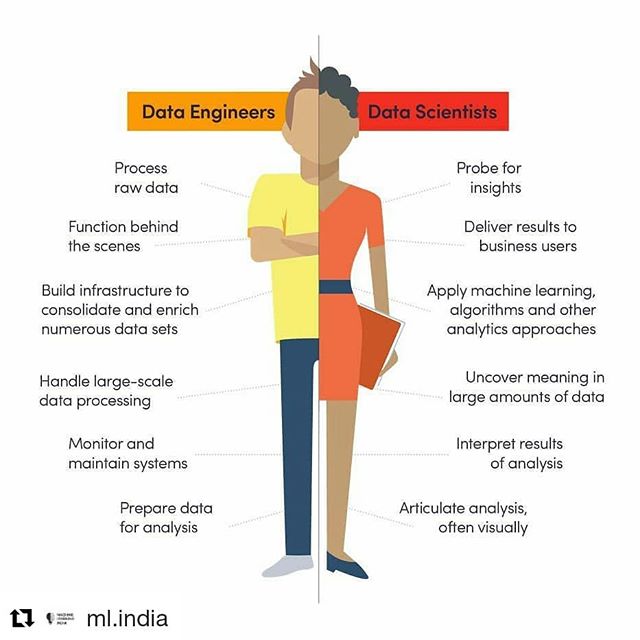 Data Engineers
Process
raw data
Function behind
the scenes
Build infrastructure to
consolidate and enrich
numerous data sets
Handle large-scale
data processing
Monitor and
maintain systems
Prepare data
for analysis
Data Scientists
Probe for
insights
Deliver results to
business users
Apply machine learning,
algorithms and other
analytics approaches
Uncover meaning in
large amounts of data
Interpret results
of analysis
Articulate analysis,
often visually
MACHINE
LEARNING
INDIA
ml.india